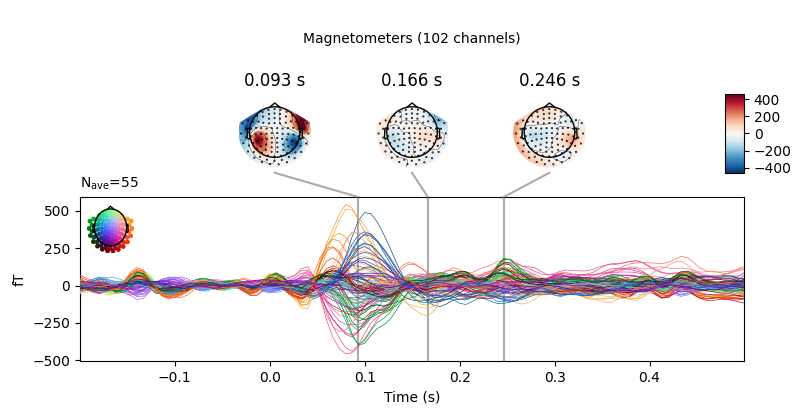 Magnetometers (102 channels)
0.093 s 0.166 s 0.246 s
400
200
0
−200
−400
Nave=55
500
250
0
−250
−500
fT
−0.1 0.0 0.1 0.2 0.3 0.4
Time (s)